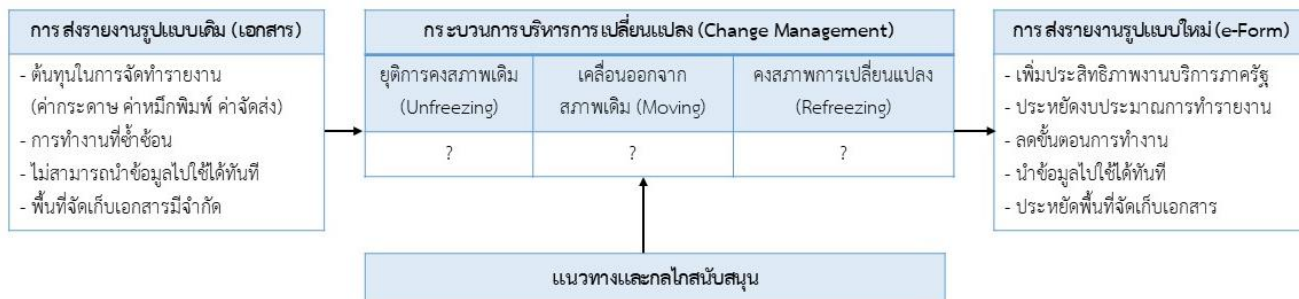 การส่งรายงานรูปแบบเดิม (เอกสาร)
- ต้นทุนในการจัดทำรายงาน
(ค่ากระดาษ ค่าหมึกพิมพ์ ค่าจัดส่ง)
- การทำงานที่ซ้ำซ้อน
- ไม่สามารถนำข้อมูลไปใช้ได้ทันที
- พื้นที่จัดเก็บเอกสารมีจำกัด
กระบวนการบริหารการเปลี่ยนแปลง (Change Management)
ยุติการคงสภาพเดิม
(Unfreezing)
?
เคลื่อนออกจาก
สภาพเดิม (Moving)
?
คงสภาพการเปลี่ยนแปลง
(Refreezing)
?
แนวทางและกลไกสนับสนุน
การส่งรายงานรูปแบบใหม่ (e-Form)
- เพิ่มประสิทธิภาพงานบริการภาครัฐ
- ประหยัดงบประมาณการทำรายงาน
- ลดขั้นตอนการทำงาน
- นำข้อมูลไปใช้ได้ทันที
- ประหยัดพื้นที่จัดเก็บเอกสาร